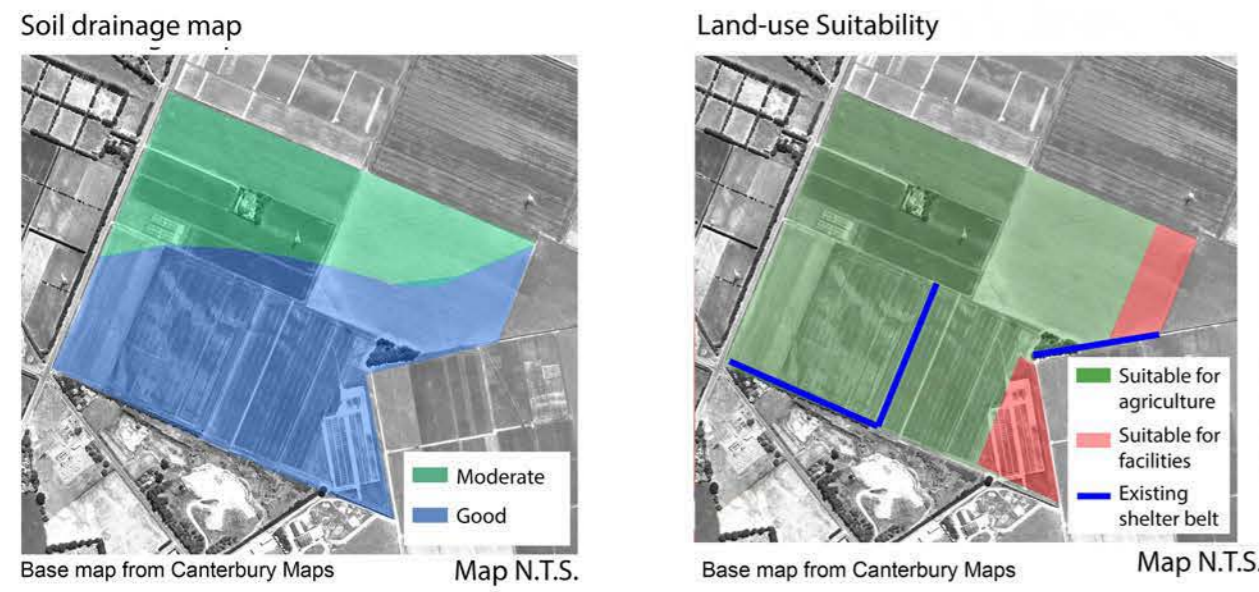 Soil drainage map
Moderate
Good
Base map from Canterbury Maps
Map N.T.S.
Land-use Suitability
Suitable for
agriculture
Suitable for
facilities
Existing
shelter belt
Base map from Canterbury Maps
Map N.T.S.